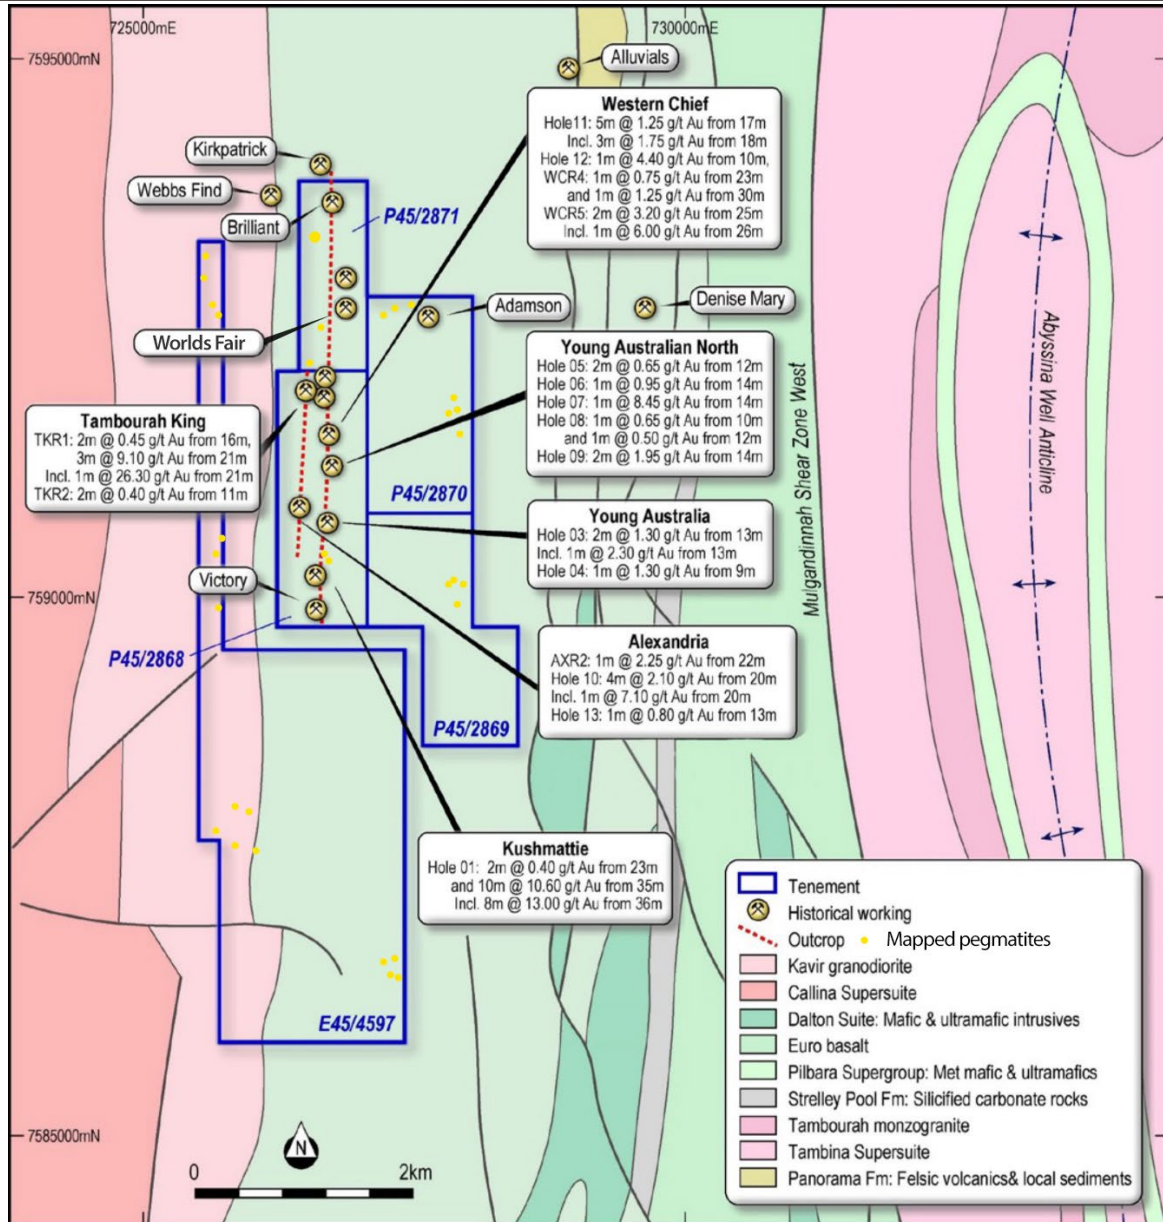 725000mE
730000mE
7595000mN
Alluvials
Western Chief
Hole11: 5m @ 1.25 g/t Au from 17m
Incl. 3m @ 1.75 g/t Au from 18m
Hole 12: 1m @ 4.40 g/t Au from 10m,
WCR4: 1m @ 0.75 g/t Au from 23m
and 1m @ 1.25 g/t Au from 30m
WCR5: 2m @ 3.20 g/t Au from 25m
Incl. 1m @ 6.00 g/t Au from 26m
Kirkpatrick
Webbs Find
Brilliant
P45/2871
Adamson
Denise Mary
Worlds Fair
Young Australian North
Hole 05: 2m @ 0.65 g/t Au from 12m
Hole 06: 1m @ 0.95 g/t Au from 14m
Hole 07: 1m @ 8.45 g/t Au from 14m
Hole 08: 1m @ 0.65 g/t Au from 10m
and 1m @ 0.50 g/t Au from 12m
Hole 09: 2m @ 1.95 g/t Au from 14m
Mulgandinnah Shear Zone West
Abyssina Well Anticline
Tambourah King
TKR1: 2m @ 0.45 g/t Au from 16m,
3m @ 9.10 g/t Au from 21m
Incl. 1m @ 26.30 g/t Au from 21m
TKR2: 2m @ 0.40 g/t Au from 11m
P45/2870
Young Australia
Hole 03: 2m @ 1.30 g/t Au from 13m
Incl. 1m @ 2.30 g/t Au from 13m
Hole 04: 1m @ 1.30 g/t Au from 9m
Victory
759000mN
P45/2868
Alexandria
AXR2: 1m @ 2.25 g/t Au from 22m
Hole 10: 4m @ 2.10 g/t Au from 20m
Incl. 1m @ 7.10 g/t Au from 20m
Hole 13: 1m @ 0.80 g/t Au from 13m
P45/2869
Kushmattie
Hole 01: 2m @ 0.40 g/t Au from 23m
and 10m @ 10.60 g/t Au from 35m
Incl. 8m @ 13.00 g/t Au from 36m
E45/4597
Tenement
Historical working
Outcrop Mapped pegmatites
Kavir granodiorite
Callina Supersuite
Dalton Suite: Mafic & ultramafic intrusives
Euro basalt
Pilbara Supergroup: Met mafic & ultramafics
Strelley Pool Fm: Silicified carbonate rocks
Tambourah monzogranite
Tambina Supersuite
Panorama Fm: Felsic volcanics& local sediments
7585000mN
N
0 2km